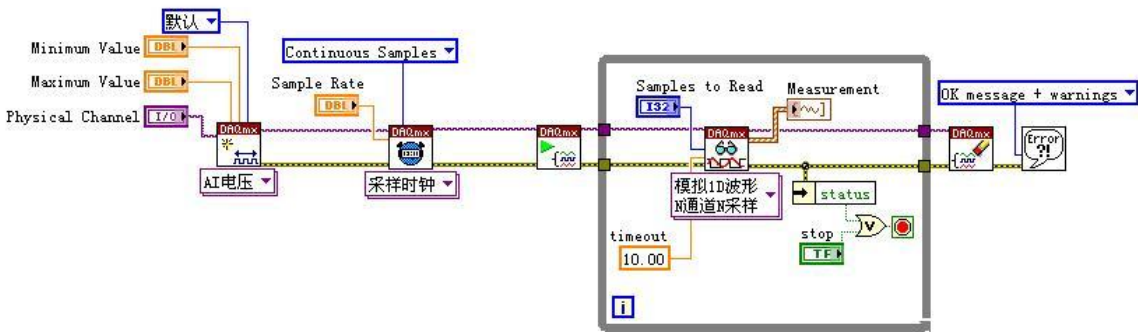 默认
Minimum Value
DBL
Maximum Value
DBL
Physical Channel
I/O
DAQmx
AI电压
Continuous Samples
Sample Rate
DBL
DAQmx
采样时钟
DAQmx
Samples to Read
I32
Measurement
DAQmx
模拟1D波形
N通道N采样
timeout
10.00
status
stop
TF
V
i
OK message + warnings
DAQmx
Error
?!